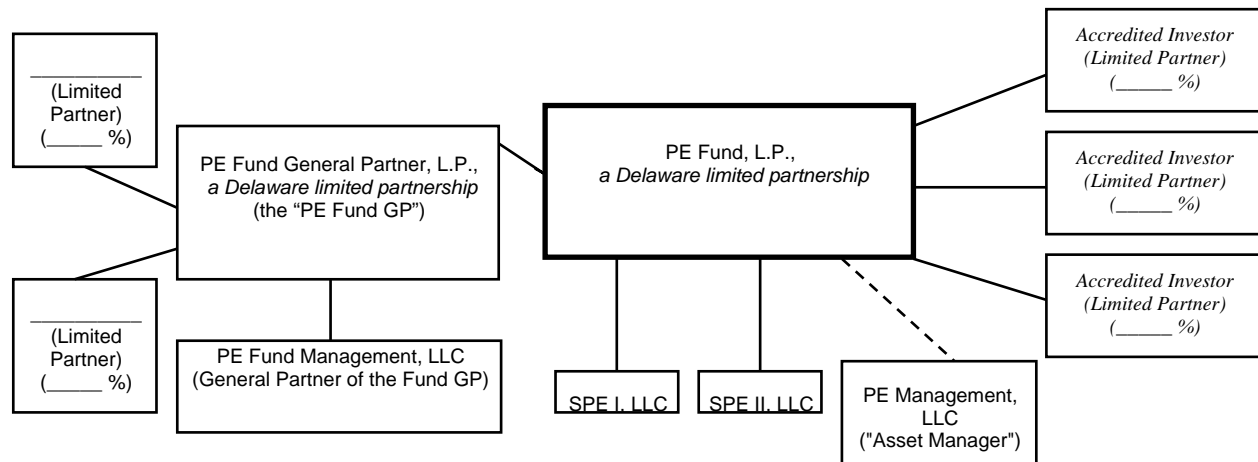 __________
(Limited
Partner)
(_____ %)
PE Fund General Partner, L.P.,
a Delaware limited partnership
(the “PE Fund GP”)
__________
(Limited
Partner)
(_____ %)
PE Fund Management, LLC
(General Partner of the Fund GP)
PE Fund, L.P.,
a Delaware limited partnership
SPE I. LLC
SPE II. LLC
PE Management,
LLC
("Asset Manager")
Accredited Investor
(Limited Partner)
(_____ %)
Accredited Investor
(Limited Partner)
(_____ %)
Accredited Investor
(Limited Partner)
(_____ %)